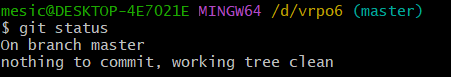 mesic@DESKTOP-4E7021E MINGW64 /d/vrpo6 (master)
$ git status
On branch master
nothing to commit, working tree clean